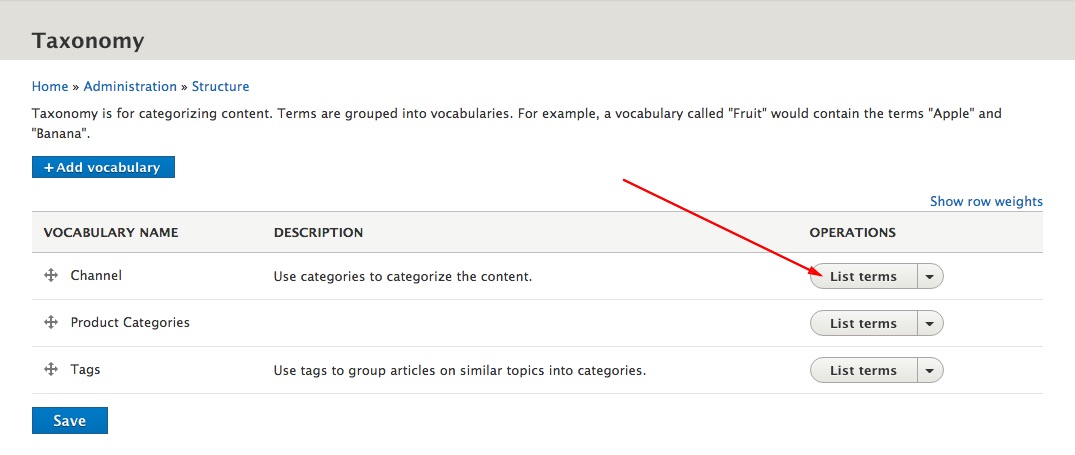 Taxonomy
Home » Administration » Structure
Taxonomy is for categorizing content. Terms are grouped into vocabularies. For example, a vocabulary called "Fruit" would contain the terms "Apple" and
"Banana".
+ Add vocabulary
Show row weights
VOCABULARY NAME DESCRIPTION OPERATIONS
Channel Use categories to categorize the content. List terms
Product Categories List terms
Tags Use tags to group articles on similar topics into categories. List terms
Save